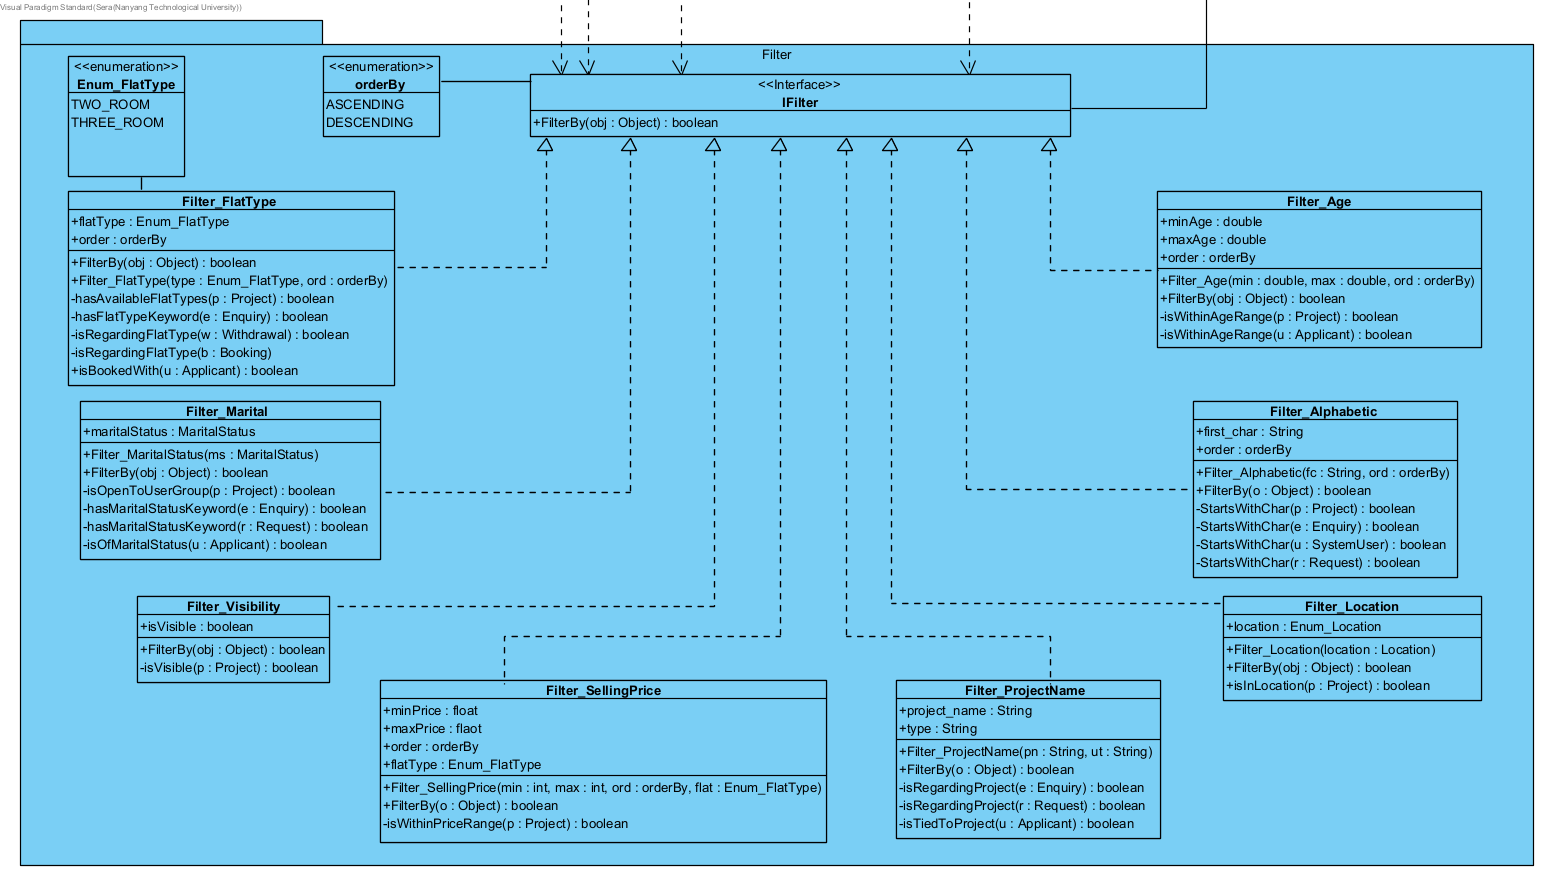 Visual Paradigm Standard(Sera(Nanyang Technological University))
Filter
<<enumeration>>
Enum_FlatType
TWO_ROOM
THREE_ROOM
<<enumeration>>
orderBy
ASCENDING
DESCENDING
<<Interface>>
IFilter
+FilterBy(obj : Object) : boolean
Filter_FlatType
+flatType : Enum_FlatType
+order : orderBy
+FilterBy(obj : Object) : boolean
+Filter_FlatType(type : Enum_FlatType, ord : orderBy)
-hasAvailableFlatTypes(p : Project) : boolean
-hasFlatTypeKeyword(e : Enquiry) : boolean
-isRegardingFlatType(w : Withdrawal) : boolean
-isRegardingFlatType(b : Booking)
+isBookedWith(u : Applicant) : boolean
Filter_Age
+minAge : double
+maxAge : double
+order : orderBy
+Filter_Age(min : double, max : double, ord : orderBy)
+FilterBy(obj : Object) : boolean
-isWithinAgeRange(p : Project) : boolean
-isWithinAgeRange(u : Applicant) : boolean
Filter_Marital
+maritalStatus : MaritalStatus
+Filter_MaritalStatus(ms : MaritalStatus)
+FilterBy(obj : Object) : boolean
-isOpenToUserGroup(p : Project) : boolean
-hasMaritalStatusKeyword(e : Enquiry) : boolean
-hasMaritalStatusKeyword(r : Request) : boolean
-isOfMaritalStatus(u : Applicant) : boolean
Filter_Alphabetic
+first_char : String
+order : orderBy
+Filter_Alphabetic(fc : String, ord : orderBy)
+FilterBy(o : Object) : boolean
-StartsWithChar(p : Project) : boolean
-StartsWithChar(e : Enquiry) : boolean
-StartsWithChar(u : SystemUser) : boolean
-StartsWithChar(r : Request) : boolean
Filter_Visibility
+isVisible : boolean
+FilterBy(obj : Object) : boolean
-isVisible(p : Project) : boolean
Filter_Location
+location : Enum_Location
+Filter_Location(location : Location)
+FilterBy(obj : Object) : boolean
+isInLocation(p : Project) : boolean
Filter_SellingPrice
+minPrice : float
+maxPrice : flaot
+order : orderBy
+flatType : Enum_FlatType
+Filter_SellingPrice(min : int, max : int, ord : orderBy, flat : Enum_FlatType)
+FilterBy(o : Object) : boolean
-isWithinPriceRange(p : Project) : boolean
Filter_ProjectName
+project_name : String
+type : String
+Filter_ProjectName(pn : String, ut : String)
+FilterBy(o : Object) : boolean
-isRegardingProject(e : Enquiry) : boolean
-isRegardingProject(r : Request) : boolean
-isTiedToProject(u : Applicant) : boolean